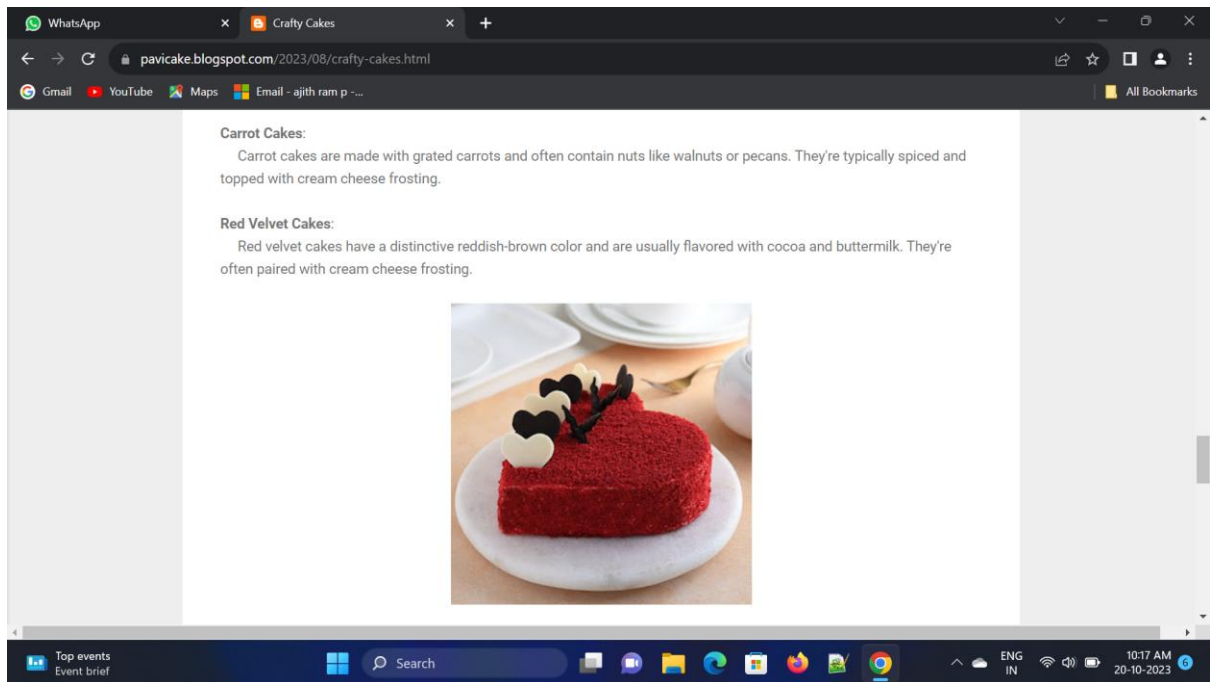 WhatsApp
Crafty Cakes
pavicake.blogspot.com/2023/08/crafty-cakes.html
Gmail
YouTube
Maps
Email - ajith ram p -...
All Bookmarks
Carrot Cakes:
Carrot cakes are made with grated carrots and often contain nuts like walnuts or pecans. They're typically spiced and
topped with cream cheese frosting.
Red Velvet Cakes:
Red velvet cakes have a distinctive reddish-brown color and are usually flavored with cocoa and buttermilk. They're
often paired with cream cheese frosting.
Top events
Event brief
Search
ENG
IN
10:17 AM
20-10-2023
6